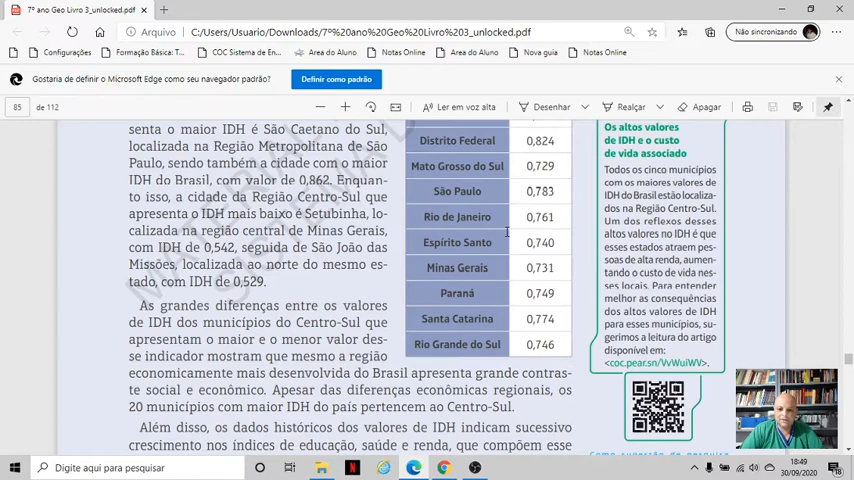 7º ano Geo Livro 3_unlocked.pdf
Arquivo
C:/Users/Usuario/Downloads/7º%20ano%20Geo%20Livro%203_unlocked.pdf
Não sincronizando
Configurações
Formação Básica: T...
COC Sistema de En...
Area do Aluno
Notas Online
Area do Aluno
Nova guia
Notas Online
Gostaria de definir o Microsoft Edge como seu navegador padrão?
Definir como padrão
85
de 112
Ler em voz alta
Desenhar
Realçar
Apagar
MATERIAL
SISTEMA
senta o maior IDH é São Caetano do Sul,
localizada na Região Metropolitana de São
Paulo, sendo também a cidade com o maior
IDH do Brasil, com valor de 0,862. Enquan-
to isso, a cidade da Região Centro-Sul que
apresenta o IDH mais baixo é Setubinha, lo-
calizada na região central de Minas Gerais,
com IDH de 0,542, seguida de São João das
Missões, localizada ao norte do mesmo es-
tado, com IDH de 0,529.
As grandes diferenças entre os valores
de IDH dos municípios do Centro-Sul que
apresentam o maior e o menor valor des-
se indicador mostram que mesmo a região
economicamente mais desenvolvida do Brasil apresenta grande contras-
te social e econômico. Apesar das diferenças econômicas regionais, os
20 municípios com maior IDH do país pertencem ao Centro-Sul.
Além disso, os dados históricos dos valores de IDH indicam sucessivo
crescimento nos índices de educação, saúde e renda, que compõem esse
Distrito Federal 0,824
Mato Grosso do Sul 0,729
São Paulo 0,783
Rio de Janeiro 0,761
Espírito Santo 0,740
Minas Gerais 0,731
Paraná 0,749
Santa Catarina 0,774
Rio Grande do Sul 0,746
Os altos valores
de IDH e o custo
de vida associado
Todos os cinco municípios
com os maiores valores de
IDH do Brasil estão localiza-
dos na Região Centro-Sul.
Um dos reflexos desses
altos valores no IDH é que
esses estados atraem pes-
soas de alta renda, aumen-
tando o custo de vida nes-
ses locais. Para entender
melhor as consequências
dos altos valores de IDH
para esses municípios, su-
gerimos a leitura do artigo
disponível em:
<coc.pear.sn/VvWuiWV>.
Digite aqui para pesquisar
18:49
30/09/2020